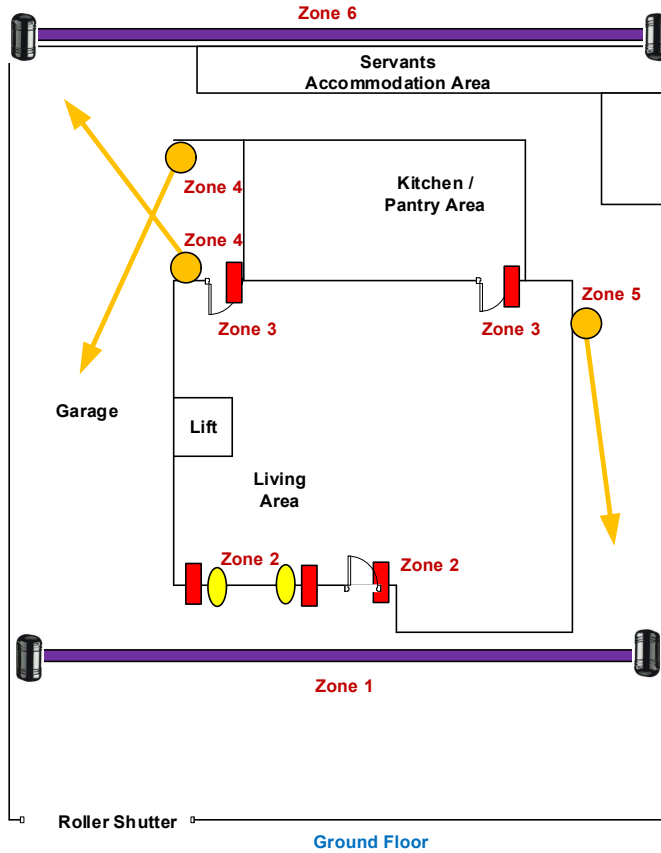 Zone 6
Servants
Accommodation Area
Kitchen /
Pantry Area
Zone 4
Zone 4
Zone 5
Zone 3
Zone 3
Garage
Lift
Living
Area
Zone 2
Zone 2
Zone 1
Roller Shutter
Ground Floor